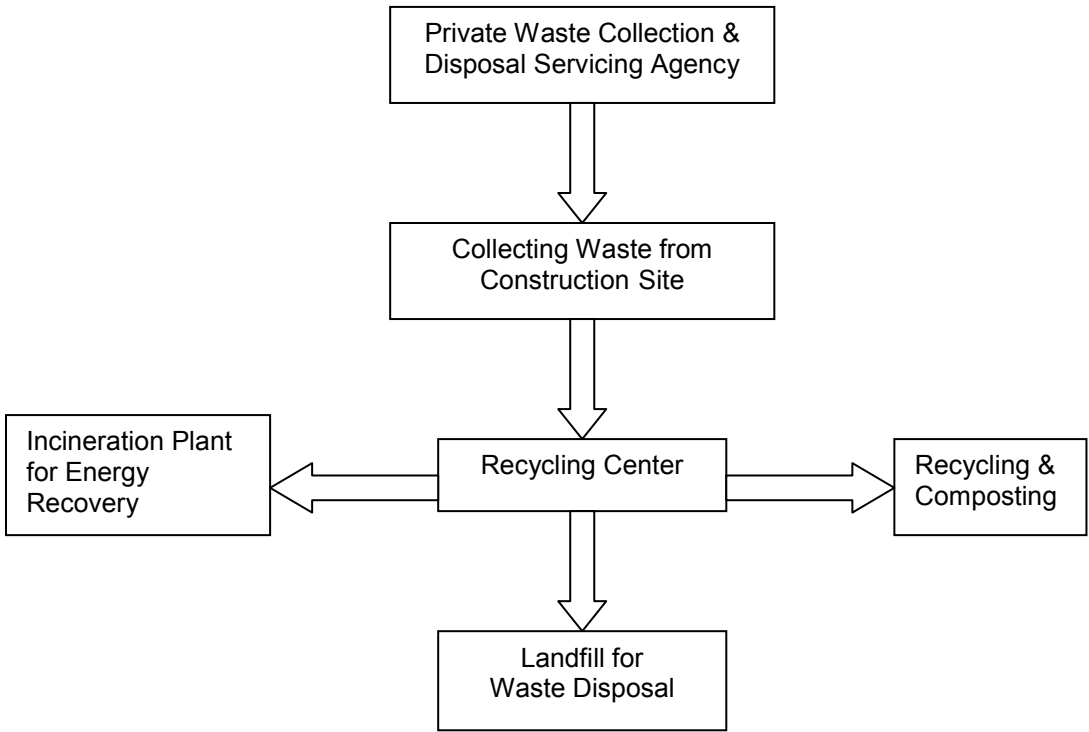 Private Waste Collection &
Disposal Servicing Agency
Collecting Waste from
Construction Site
Incineration Plant
for Energy
Recovery
Recycling Center
Recycling &
Composting
Landfill for
Waste Disposal